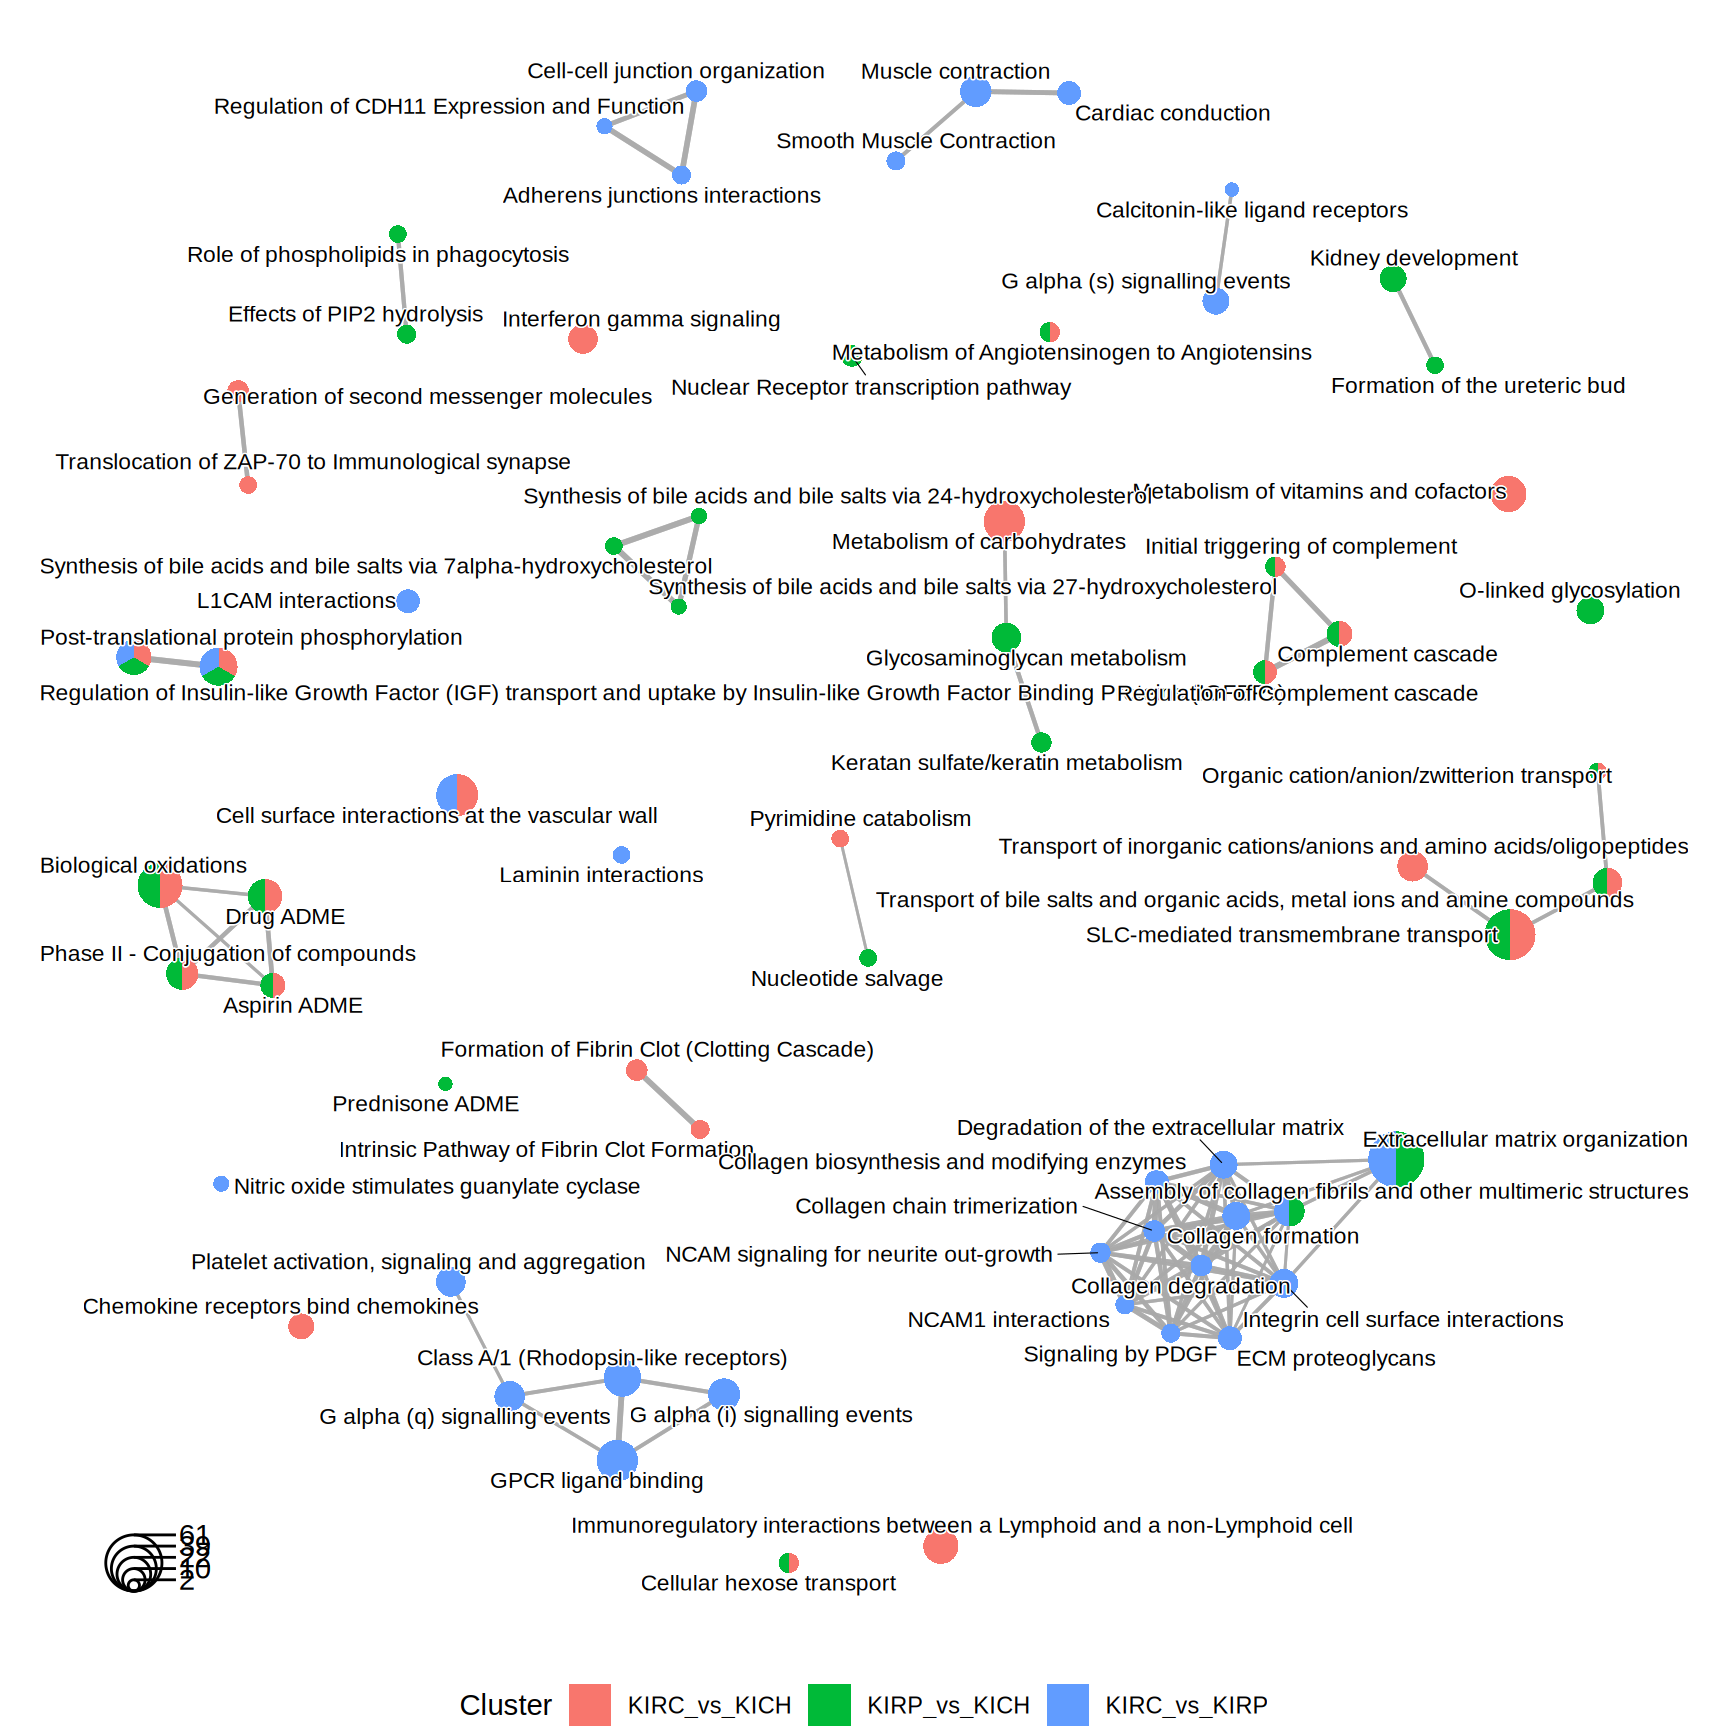 Cell-cell junction organization
Muscle contraction
Regulation of CDH11 Expression and Function
Cardiac conduction
Smooth Muscle Contraction
Adherens junctions interactions
Calcitonin-like ligand receptors
Role of phospholipids in phagocytosis
Kidney development
G alpha (s) signalling events
Effects of PIP2 hydrolysis
Interferon gamma signaling
Metabolism of Angiotensinogen to Angiotensins
Nuclear Receptor transcription pathway
Formation of the ureteric bud
Generation of second messenger molecules
Translocation of ZAP-70 to Immunological synapse
Synthesis of bile acids and bile salts via 24-hydroxycholesterol
Metabolism of vitamins and cofactors
Metabolism of carbohydrates
Initial triggering of complement
Synthesis of bile acids and bile salts via 7alpha-hydroxycholesterol
Synthesis of bile acids and bile salts via 27-hydroxycholesterol
O-linked glycosylation
L1CAM interactions
Post-translational protein phosphorylation
Complement cascade
Glycosaminoglycan metabolism
Regulation of Insulin-like Growth Factor (IGF) transport and uptake by Insulin-like Growth Factor Binding
Regulation of Complement cascade
Keratan sulfate/keratin metabolism
Organic cation/anion/zwitterion transport
Cell surface interactions at the vascular wall
Pyrimidine catabolism
Transport of inorganic cations/anions and amino acids/oligopeptides
Biological oxidations
Laminin interactions
Transport of bile salts and organic acids, metal ions and amine compounds
Drug ADME
SLC-mediated transmembrane transport
Phase II - Conjugation of compounds
Nucleotide salvage
Aspirin ADME
Formation of Fibrin Clot (Clotting Cascade)
Prednisone ADME
Degradation of the extracellular matrix
Extracellular matrix organization
Intrinsic Pathway of Fibrin Clot Formation
Collagen biosynthesis and modifying enzymes
Nitric oxide stimulates guanylate cyclase
Assembly of collagen fibrils and other multimeric structures
Collagen chain trimerization
Collagen formation
NCAM signaling for neurite out-growth
Platelet activation, signaling and aggregation
Collagen degradation
Chemokine receptors bind chemokines
NCAM1 interactions
Integrin cell surface interactions
Signaling by PDGF
ECM proteoglycans
Class A/1 (Rhodopsin-like receptors)
G alpha (q) signalling events
G alpha (i) signalling events
GPCR ligand binding
Immunoregulatory interactions between a Lymphoid and a non-Lymphoid cell
61
10
2
Cellular hexose transport
Cluster KIRC_vs_KICH KIRP_vs_KICH KIRC_vs_KIRP